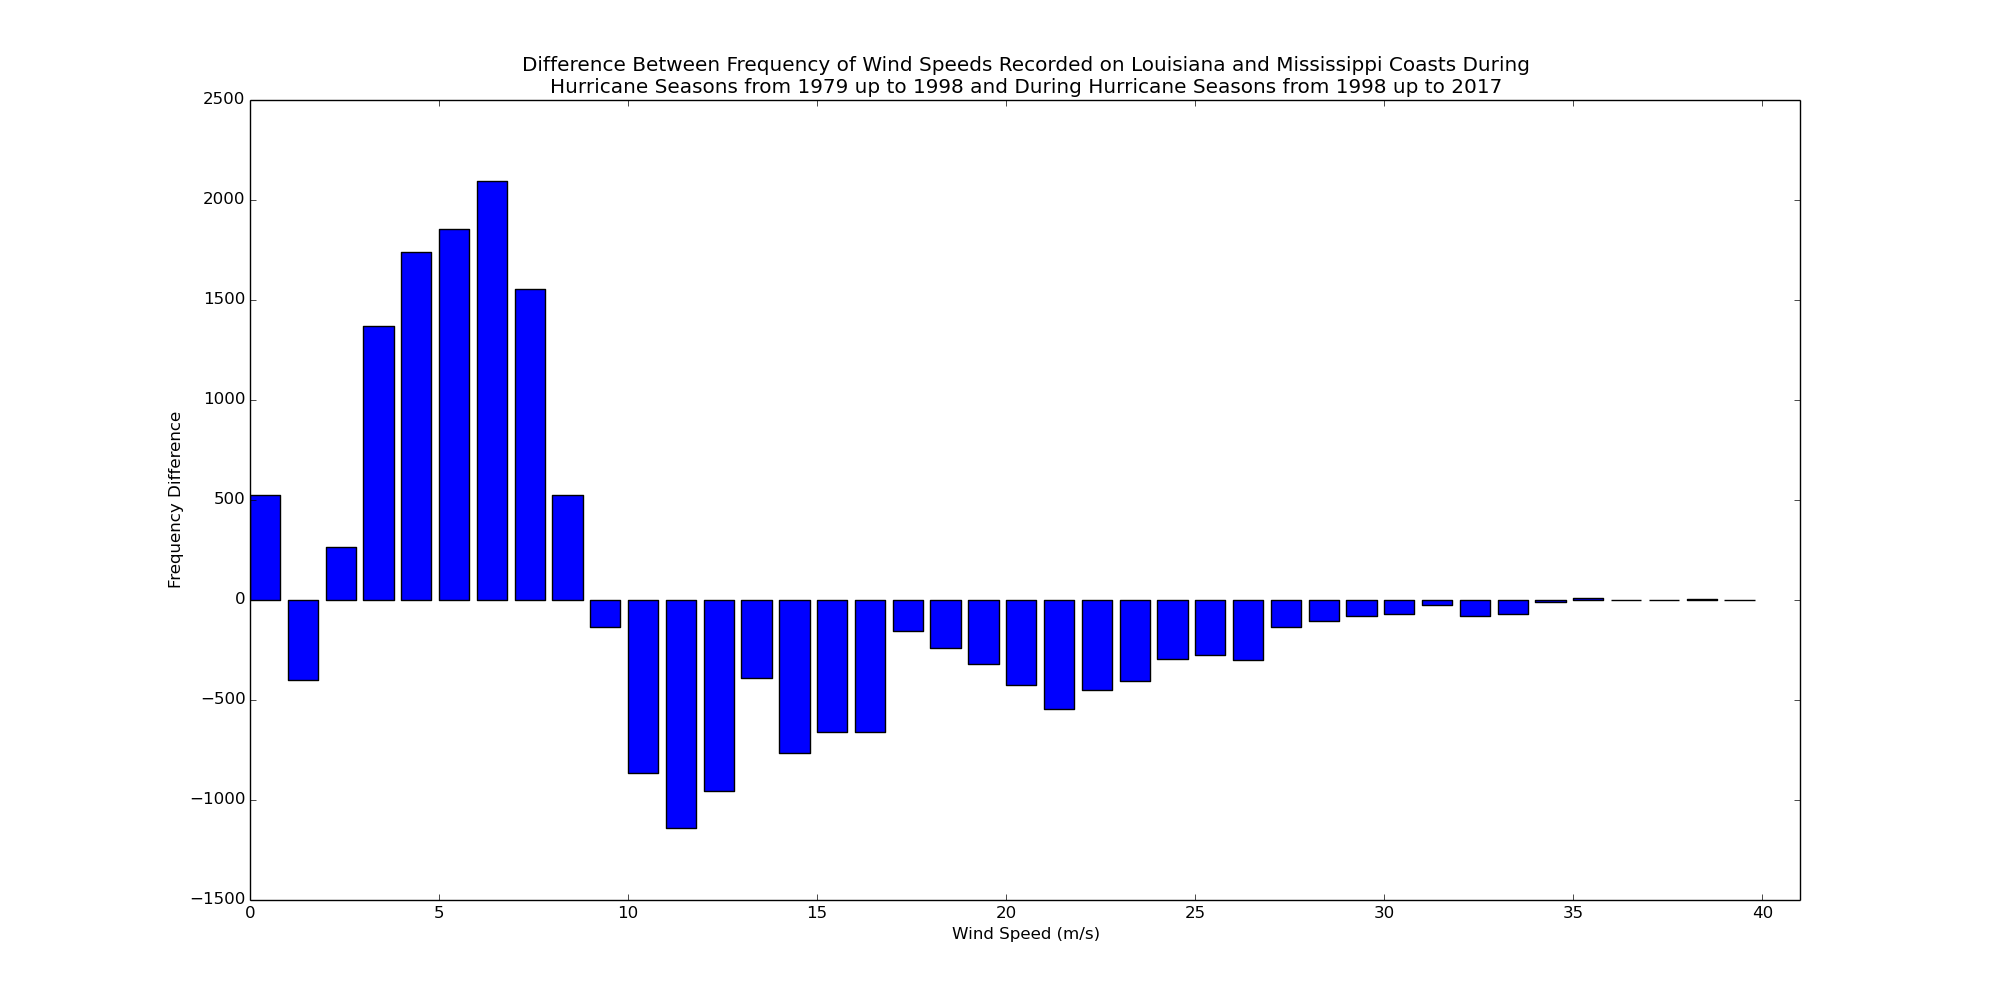 Difference Between Frequency of Wind Speeds Recorded on Louisiana and Mississippi Coasts During
Hurricane Seasons from 1979 up to 1998 and During Hurricane Seasons from 1998 up to 2017
2500
2000
1500
1000
500
0
−500
−1000
−1500
Frequency Difference
0 5 10 15 20 25 30 35 40
Wind Speed (m/s)